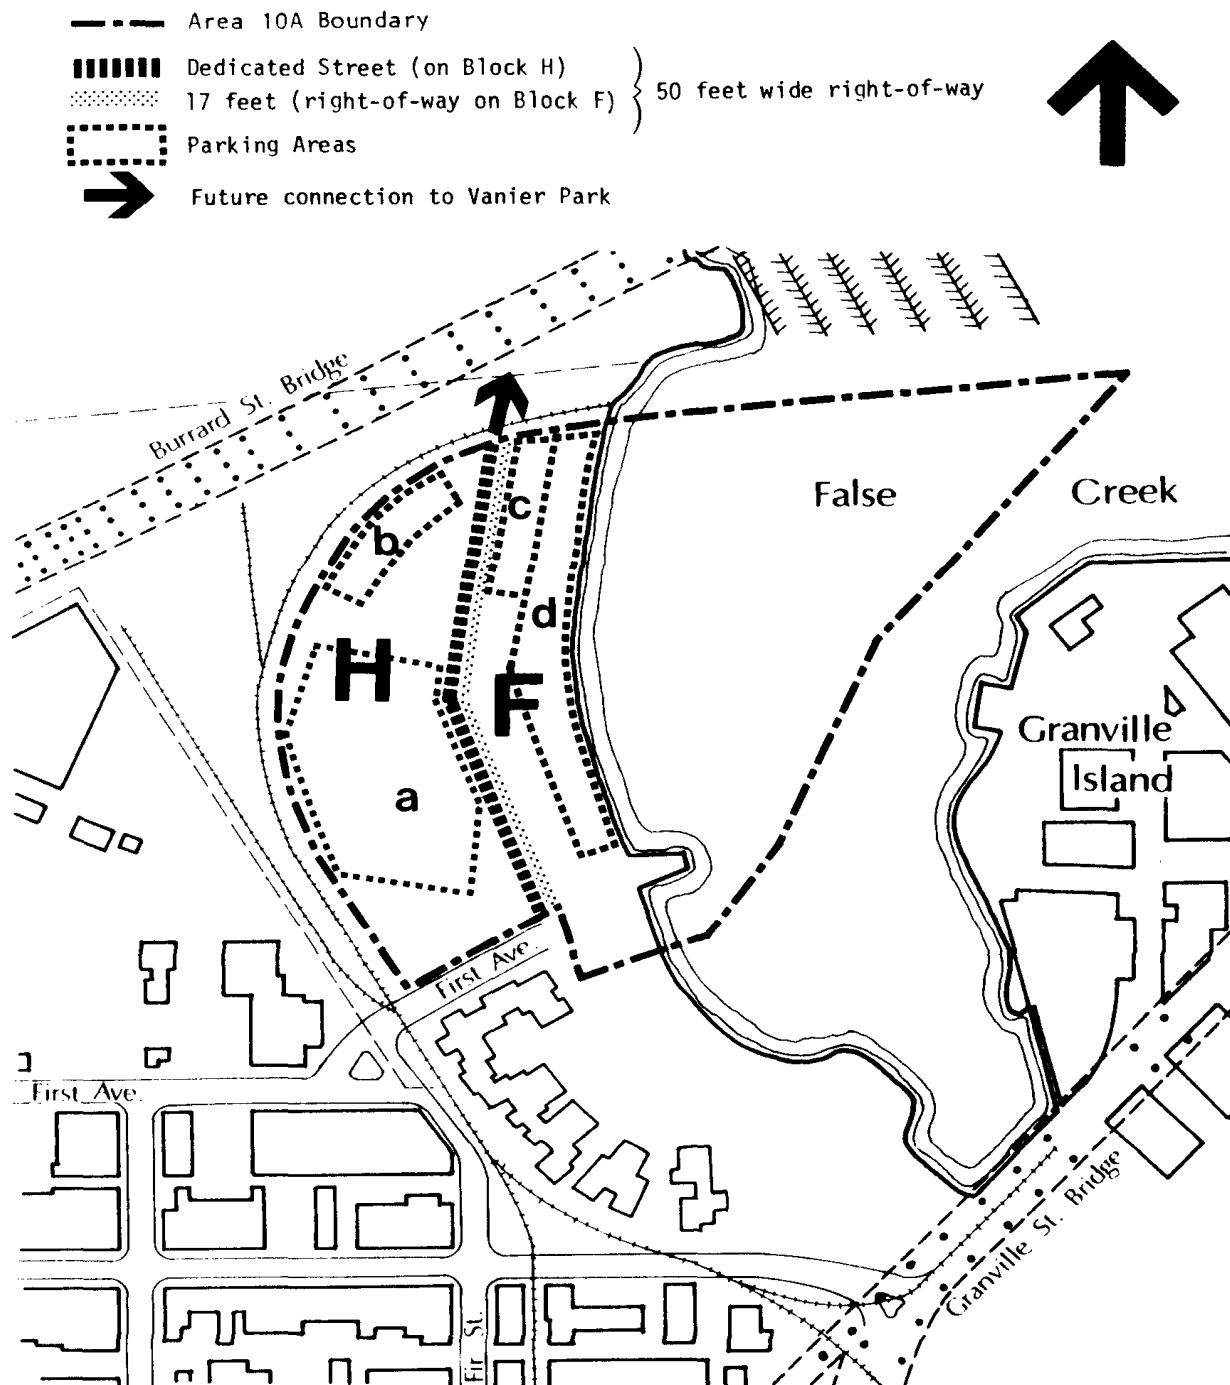 Area 10A Boundary
Dedicated Street (on Block H)
17 feet (right-of-way on Block F)
50 feet wide right-of-way
Parking Areas
Future connection to Vanier Park
Burrard St. Bridge
False Creek
b
c
d
H
F
a
Granville
Island
First Ave.
First Ave.
Granville St. Bridge
Fir St.